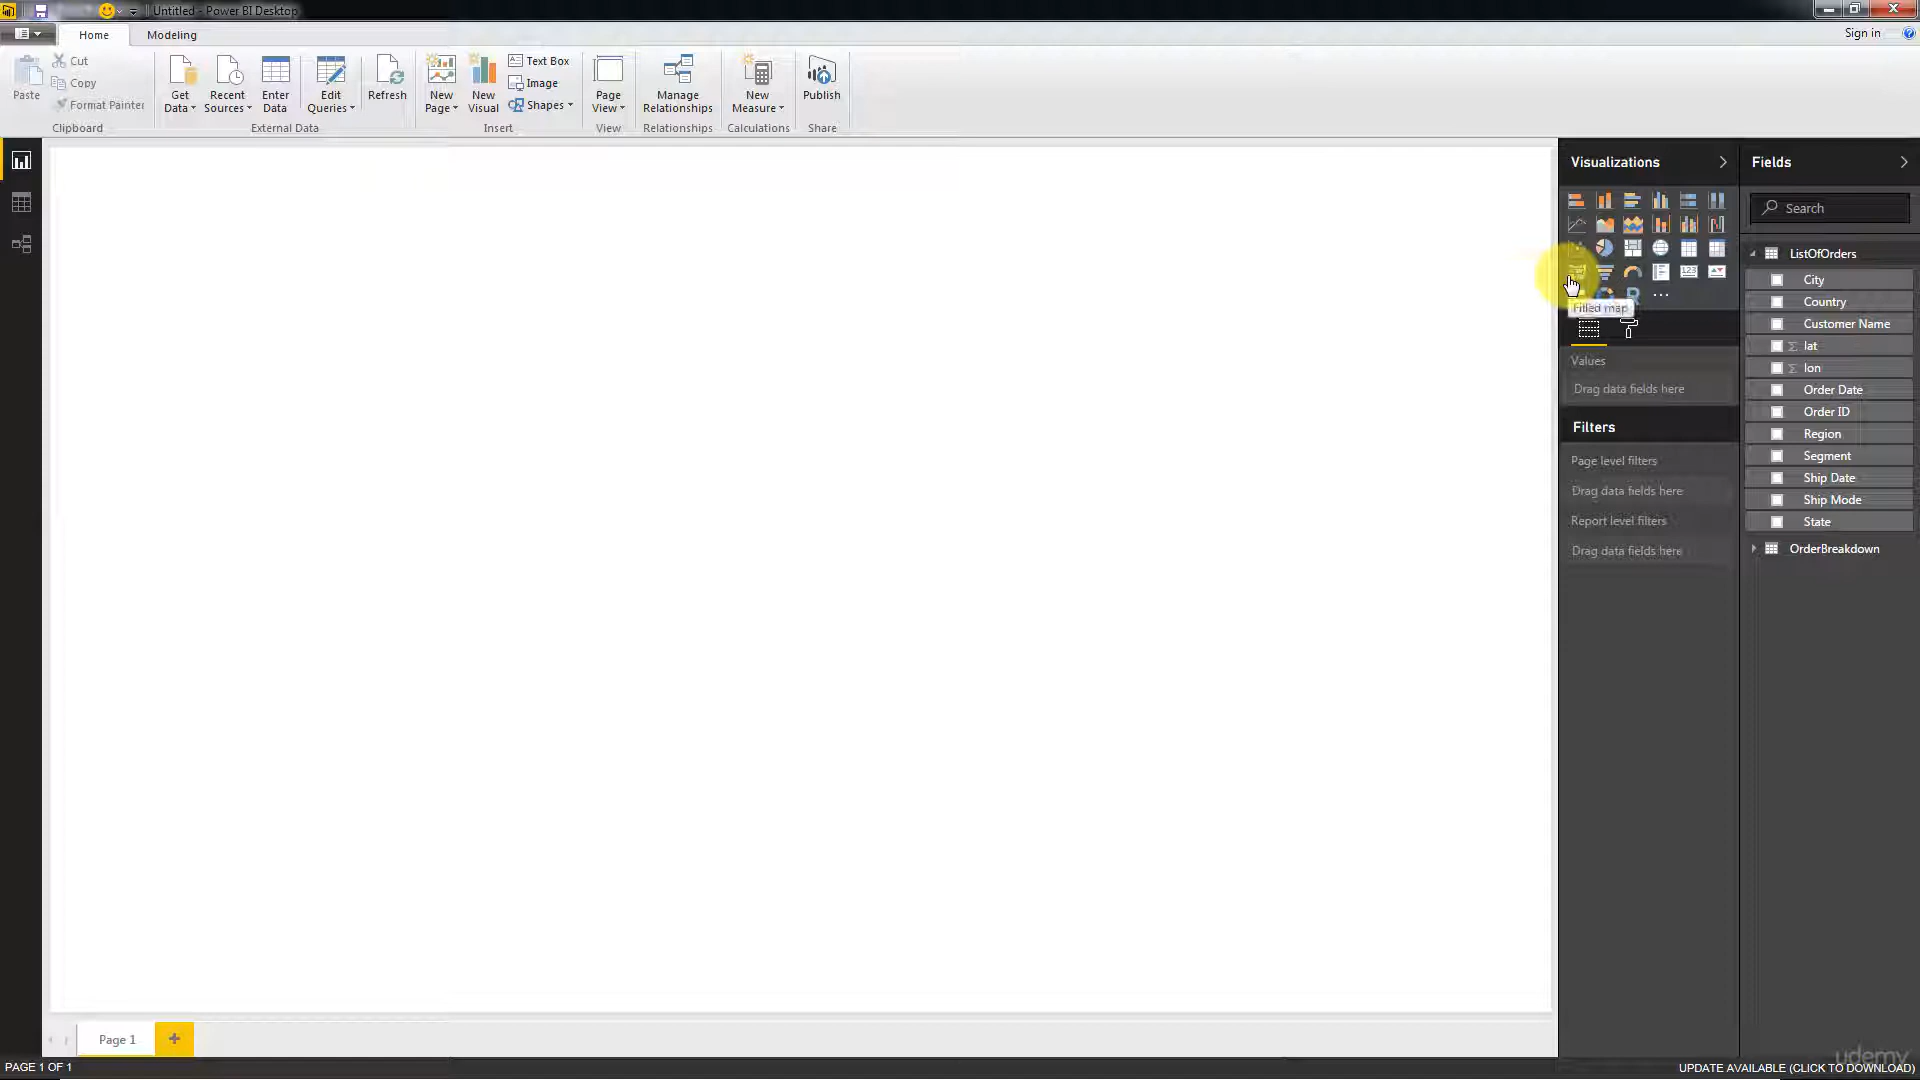 Untitled - Power BI Desktop
Home
Modeling
Sign in
Paste
Cut
Copy
Format Painter
Clipboard
Get Data
Recent Sources
Enter Data
Edit Queries
Refresh
External Data
New Page
New Visual
Text Box
Image
Shapes
Insert
Page View
View
Manage Relationships
Relationships
New Measure
Calculations
Publish
Share
Visualizations
Filled map
Values
Drag data fields here
Filters
Page level filters
Drag data fields here
Report level filters
Drag data fields here
Fields
Search
ListOfOrders
City
Country
Customer Name
lat
lon
Order Date
Order ID
Region
Segment
Ship Date
Ship Mode
State
OrderBreakdown
Page 1
PAGE 1 OF 1
udemy
UPDATE AVAILABLE (CLICK TO DOWNLOAD)